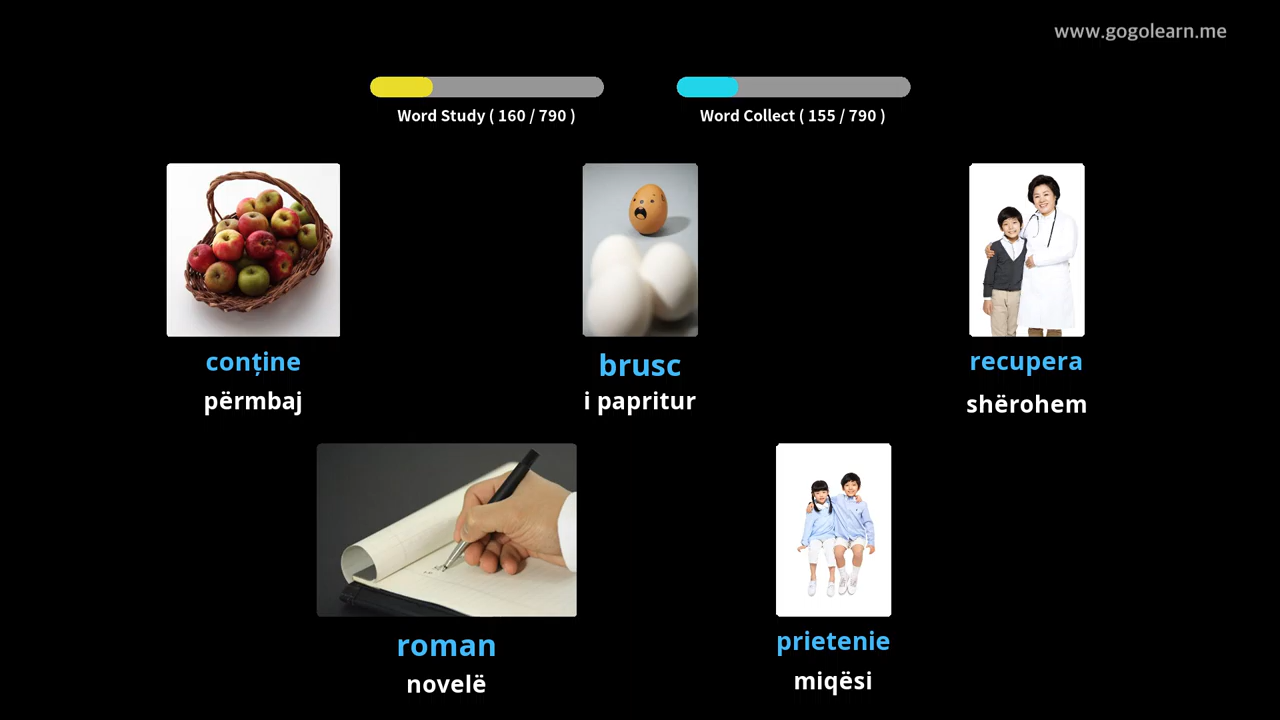 www.gogolearn.me
Word Study ( 160 / 790 )
Word Collect ( 155 / 790 )
conține
përmbaj
brusc
i papritur
recupera
shërohem
roman
novelë
prietenie
miqësi